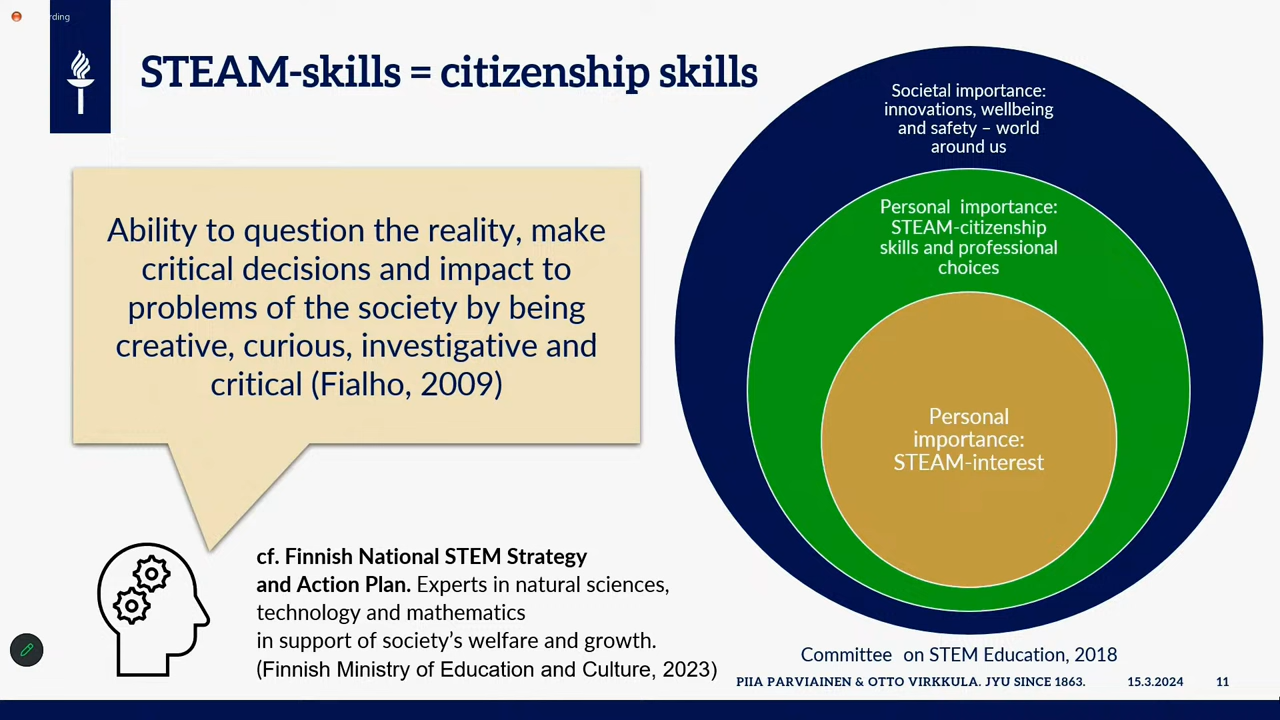 rding
STEAM-skills = citizenship skills
Ability to question the reality, make
critical decisions and impact to
problems of the society by being
creative, curious, investigative and
critical (Fialho, 2009)
Societal importance:
innovations, wellbeing
and safety – world
around us
Personal importance:
STEAM-citizenship
skills and professional
choices
Personal
importance:
STEAM-interest
cf. Finnish National STEM Strategy
and Action Plan. Experts in natural sciences,
technology and mathematics
in support of society’s welfare and growth.
(Finnish Ministry of Education and Culture, 2023)
Committee on STEM Education, 2018
PIIA PARVIAINEN & OTTO VIRKKULA. JYU SINCE 1863. 15.3.2024 11